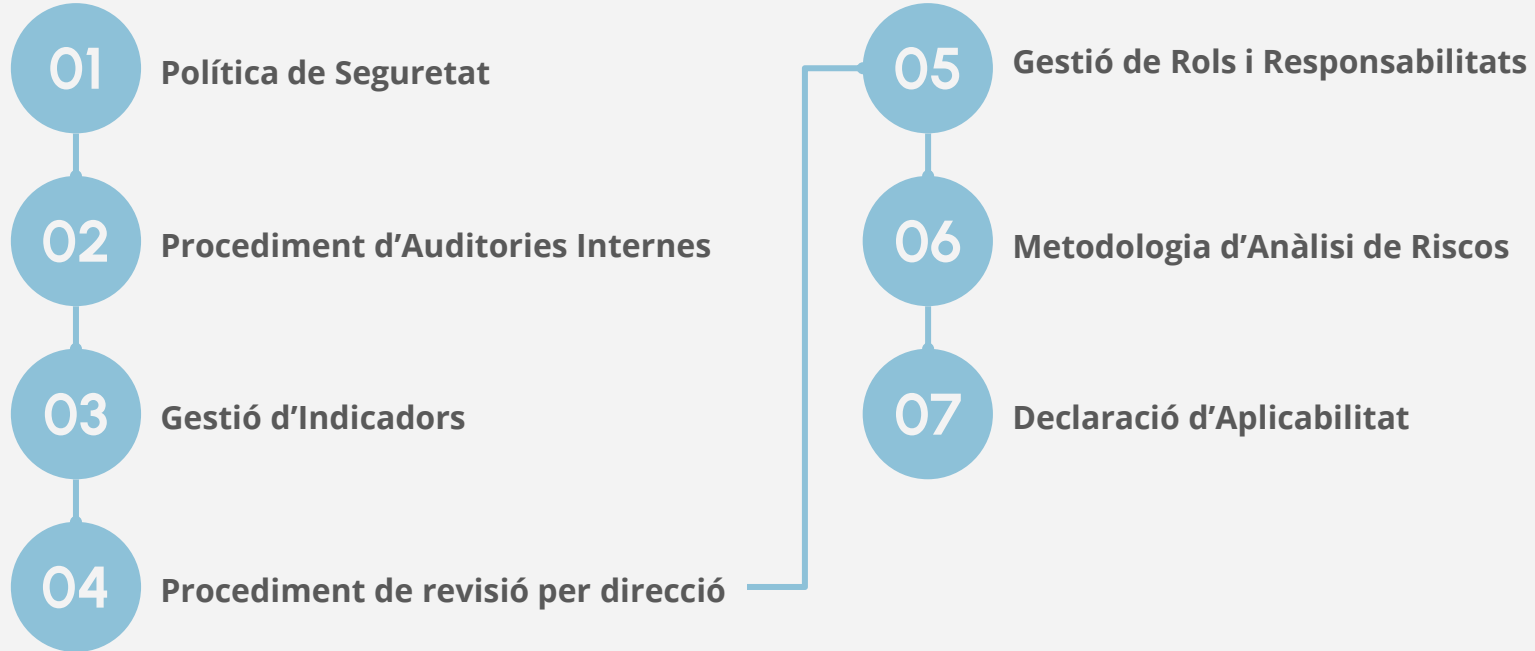 01
Política de Seguretat
02
Procediment d’Auditories Internes
03
Gestió d’Indicadors
04
Procediment de revisió per direcció
05
Gestió de Rols i Responsabilitats
06
Metodologia d’Anàlisi de Riscos
07
Declaració d’Aplicabilitat